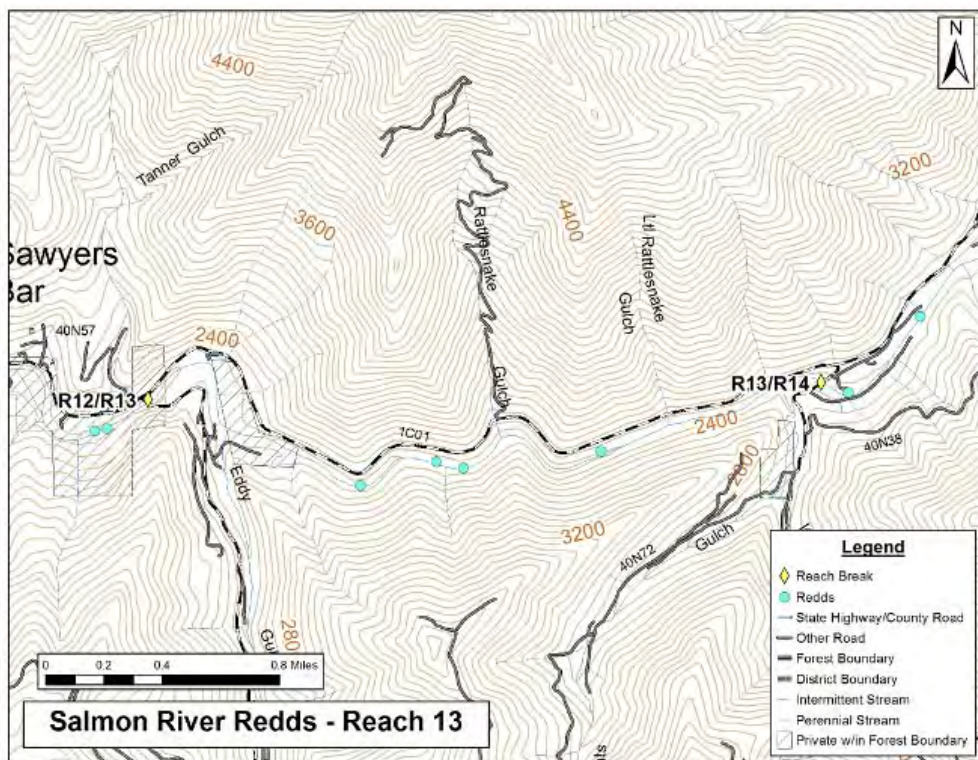 N
4400
Tanner Gulch
3200
3600
4400
Rattlesnake
Ltl Rattlesnake
Gulch
Sawyers
Bar
2400
40N57
R12/R13
Gulch
R13/R14
1C01
2400
40N38
Eddy
2800
3200
Gulch
40N72
280
Gul
0 0.2 0.4 0.8 Miles
Salmon River Redds - Reach 13
Legend
Reach Break
Redds
State Highway/County Road
Other Road
Forest Boundary
District Boundary
Intermittent Stream
Perennial Stream
Private w/in Forest Boundary